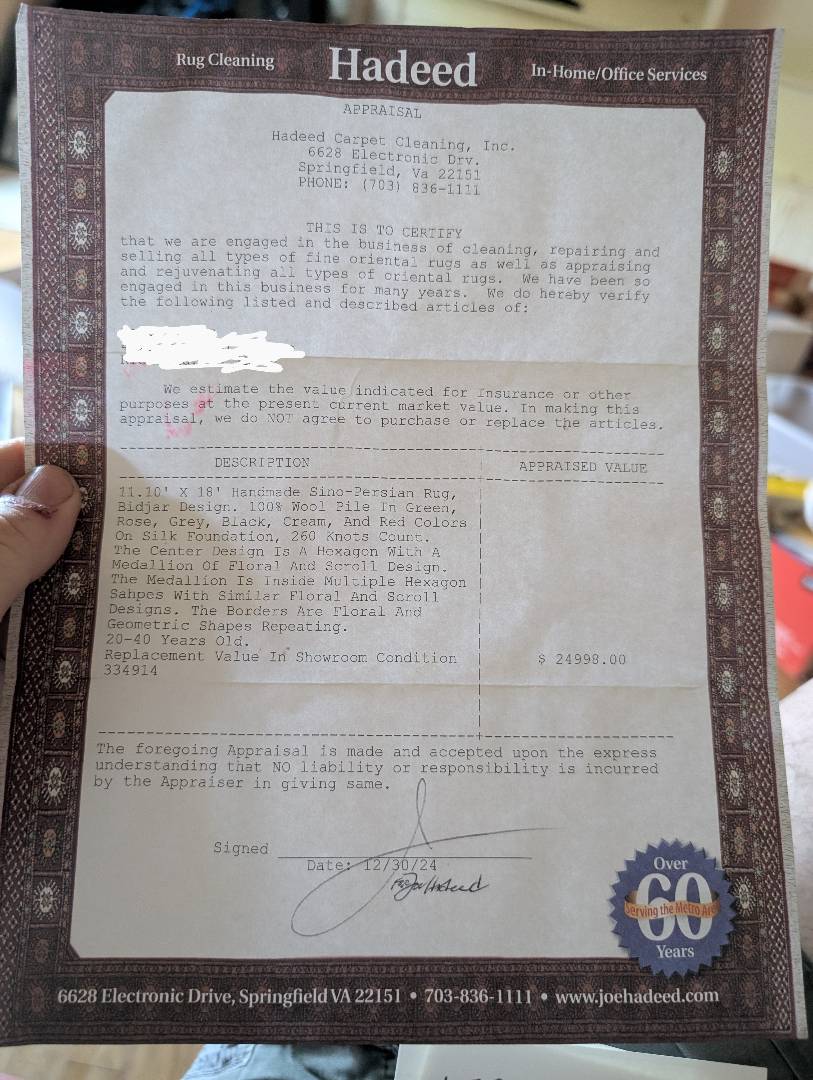 Rug Cleaning Hadeed In-Home/Office Services
APPRAISAL
Hadeed Carpet Cleaning, Inc.
6628 Electronic Drv.
Springfield, Va 22151
PHONE: (703) 836-1111
THIS IS TO CERTIFY
that we are engaged in the business of cleaning, repairing and
selling all types of fine oriental rugs as well as appraising
and rejuvenating all types of oriental rugs. We have been so
engaged in this business for many years. We do hereby verify
the following listed and described articles of:
We estimate the value indicated for Insurance or other
purposes at the present current market value. In making this
appraisal, we do NOT agree to purchase or replace the articles.
DESCRIPTION APPRAISED VALUE
11.10' X 18' Handmade Sino-Persian Rug,
Bidjar Design. 100% Wool Pile In Green,
Rose, Grey, Black, Cream, And Red Colors
On Silk Foundation, 260 Knots Count.
The Center Design Is A Hexagon With A
Medallion Of Floral And Scroll Design.
The Medallion Is Inside Multiple Hexagon
Sahpes With Similar Floral And Scroll
Designs. The Borders Are Floral And
Geometric Shapes Repeating.
20-40 Years Old.
Replacement Value In Showroom Condition $ 24998.00
334914
The foregoing Appraisal is made and accepted upon the express
understanding that NO liability or responsibility is incurred
by the Appraiser in giving same.
Signed
Date: 12/30/24
Joe Hadeed
Over
60
Serving the Metro Are
Years
6628 Electronic Drive, Springfield VA 22151 • 703-836-1111 • www.joehadeed.com